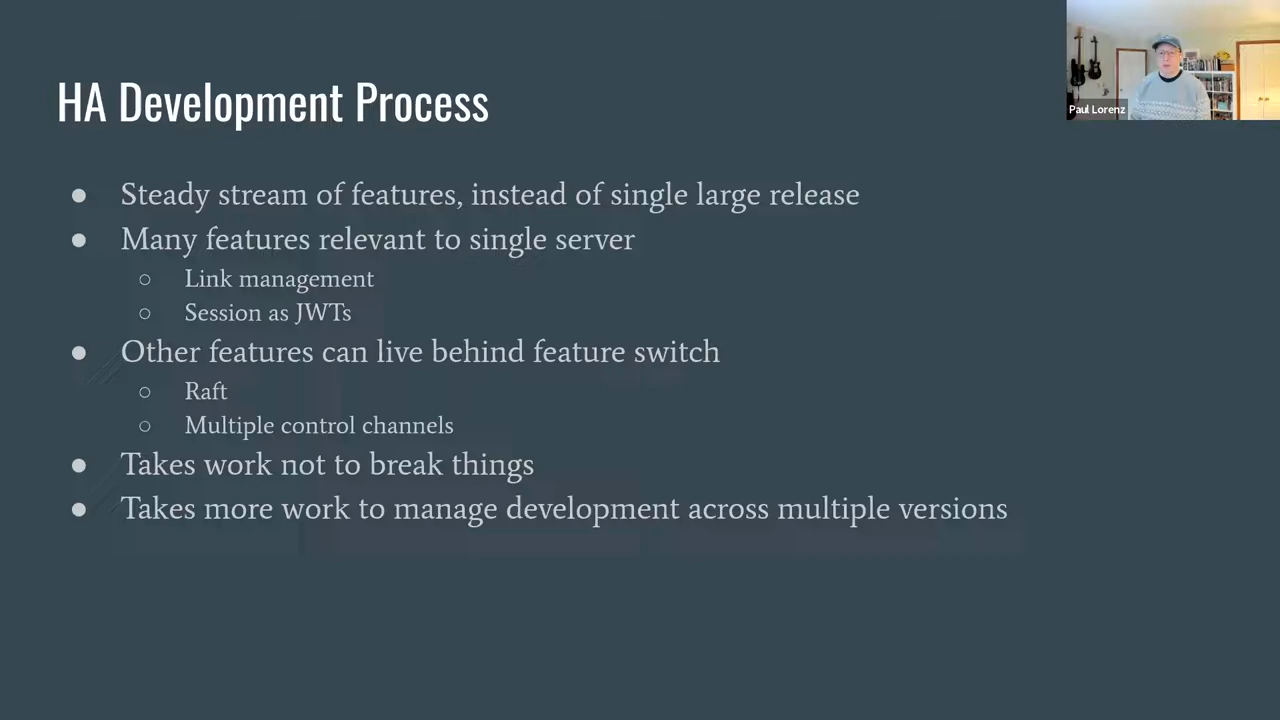 HA Development Process
Paul Lorenz
● Steady stream of features, instead of single large release
● Many features relevant to single server
○ Link management
○ Session as JWTs
● Other features can live behind feature switch
○ Raft
○ Multiple control channels
● Takes work not to break things
● Takes more work to manage development across multiple versions